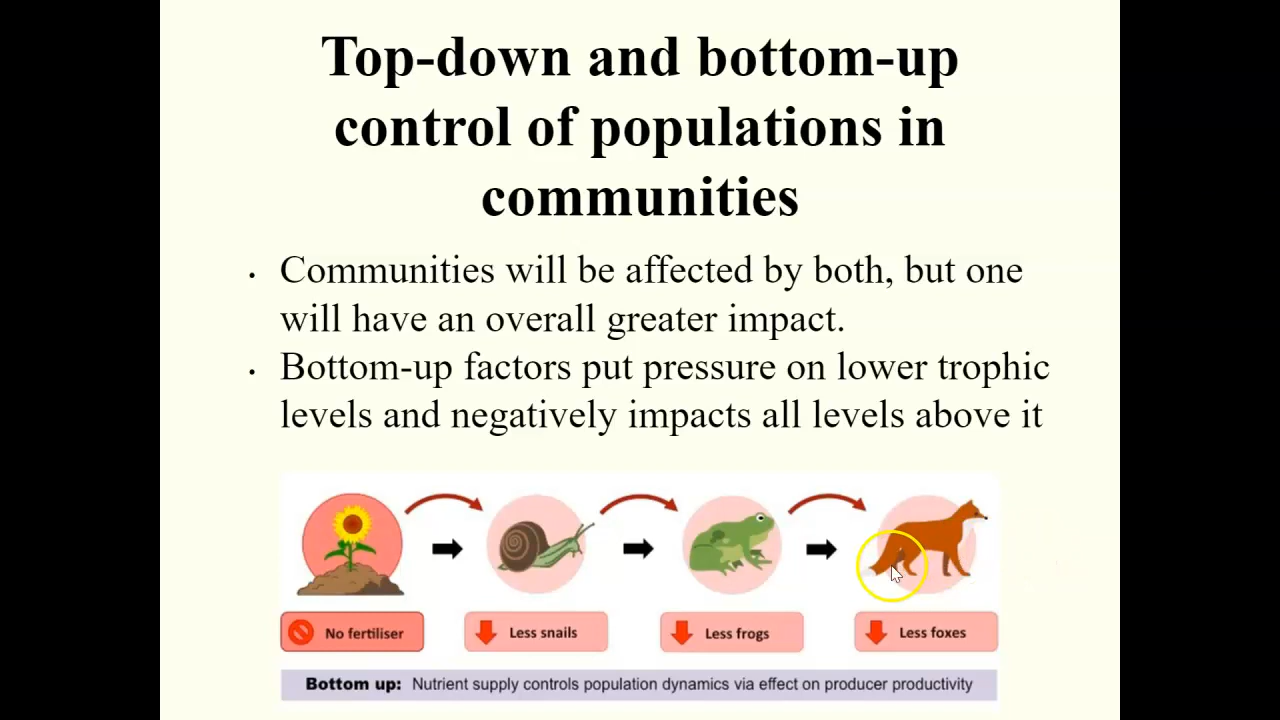 Top-down and bottom-up
control of populations in
communities
• Communities will be affected by both, but one
will have an overall greater impact.
• Bottom-up factors put pressure on lower trophic
levels and negatively impacts all levels above it
No fertiliser
Less snails
Less frogs
Less foxes
Bottom up: Nutrient supply controls population dynamics via effect on producer productivity